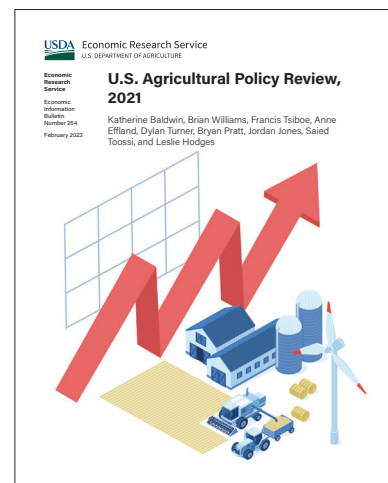 USDA
Economic Research Service
U.S. DEPARTMENT OF AGRICULTURE
Economic
Research
Service
Economic
Information
Bulletin
Number 254
February 2023
U.S. Agricultural Policy Review,
2021
Katherine Baldwin, Brian Williams, Francis Tsiboe, Anne
Effland, Dylan Turner, Bryan Pratt, Jordan Jones, Saied
Toossi, and Leslie Hodges